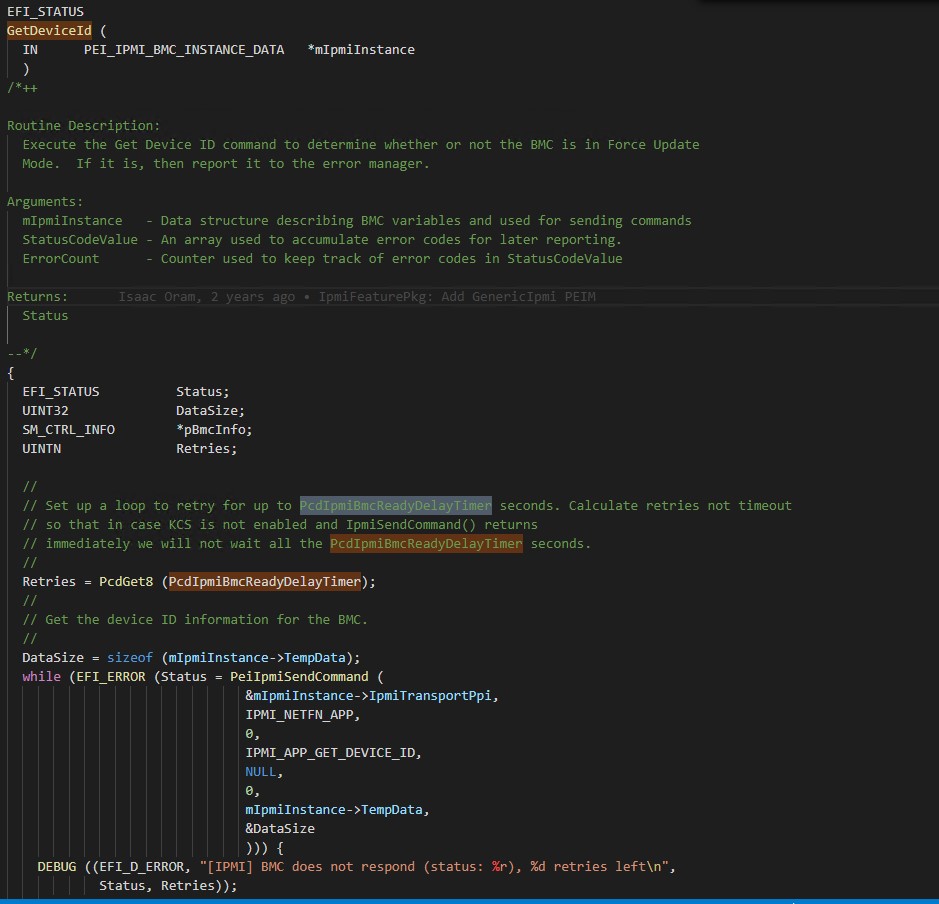 EFI_STATUS
GetDeviceId (
  IN      PEI_IPMI_BMC_INSTANCE_DATA   *mIpmiInstance
  )
/*++

Routine Description:
  Execute the Get Device ID command to determine whether or not the BMC is in Force Update
  Mode.  If it is, then report it to the error manager.

Arguments:
  mIpmiInstance   - Data structure describing BMC variables and used for sending commands
  StatusCodeValue - An array used to accumulate error codes for later reporting.
  ErrorCount      - Counter used to keep track of error codes in StatusCodeValue

Returns:      Isaac Oram, 2 years ago • IpmiFeaturePkg: Add GenericIpmi PEIM
  Status

--*/
{
  EFI_STATUS          Status;
  UINT32              DataSize;
  SM_CTRL_INFO        *pBmcInfo;
  UINTN               Retries;

  //
  // Set up a loop to retry for up to PcdIpmiBmcReadyDelayTimer seconds. Calculate retries not timeout
  // so that in case KCS is not enabled and IpmiSendCommand() returns
  // immediately we will not wait all the PcdIpmiBmcReadyDelayTimer seconds.
  //
  Retries = PcdGet8 (PcdIpmiBmcReadyDelayTimer);
  //
  // Get the device ID information for the BMC.
  //
  DataSize = sizeof (mIpmiInstance->TempData);
  while (EFI_ERROR (Status = PeiIpmiSendCommand (
                               &mIpmiInstance->IpmiTransportPpi,
                               IPMI_NETFN_APP,
                               0,
                               IPMI_APP_GET_DEVICE_ID,
                               NULL,
                               0,
                               mIpmiInstance->TempData,
                               &DataSize
                               ))) {
    DEBUG ((EFI_D_ERROR, "[IPMI] BMC does not respond (status: %r), %d retries left\n",
            Status, Retries));